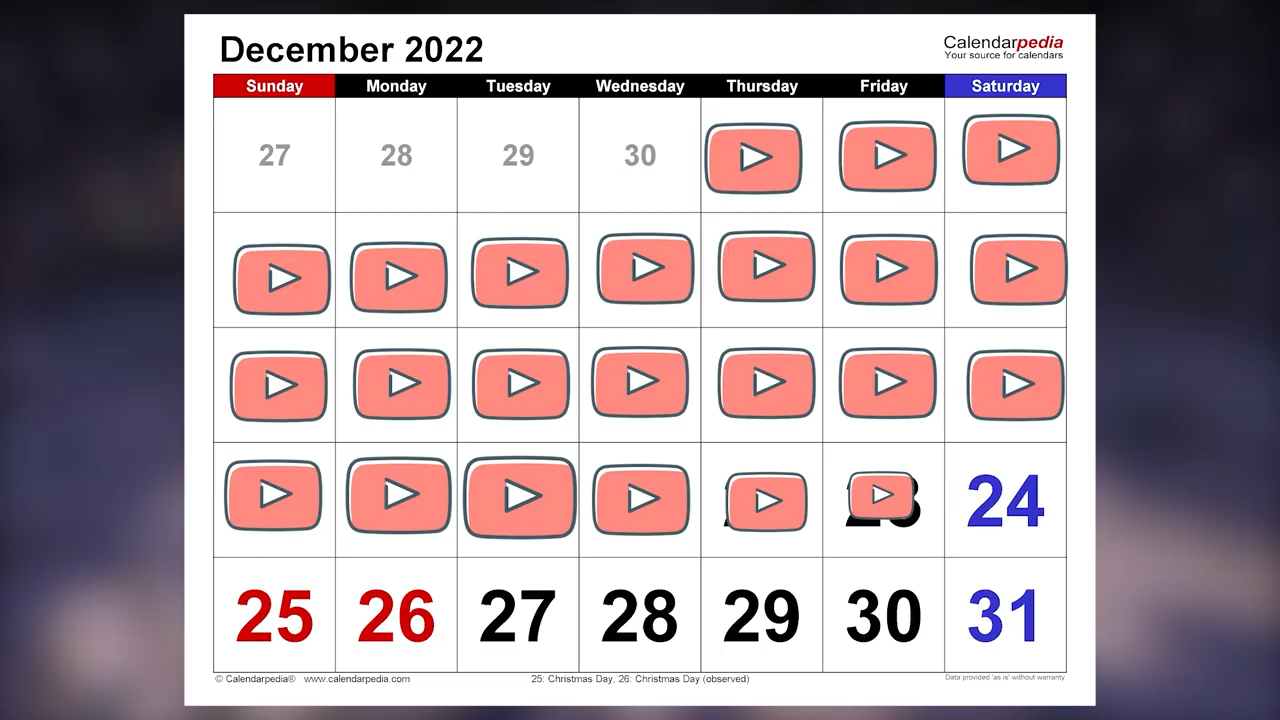 December 2022
Calendarpedia
Your source for calendars
Sunday Monday Tuesday Wednesday Thursday Friday Saturday
27 28 29 30
24
25 26 27 28 29 30 31
© Calendarpedia® www.calendarpedia.com 25: Christmas Day, 26: Christmas Day (observed) Data provided 'as is' without warranty